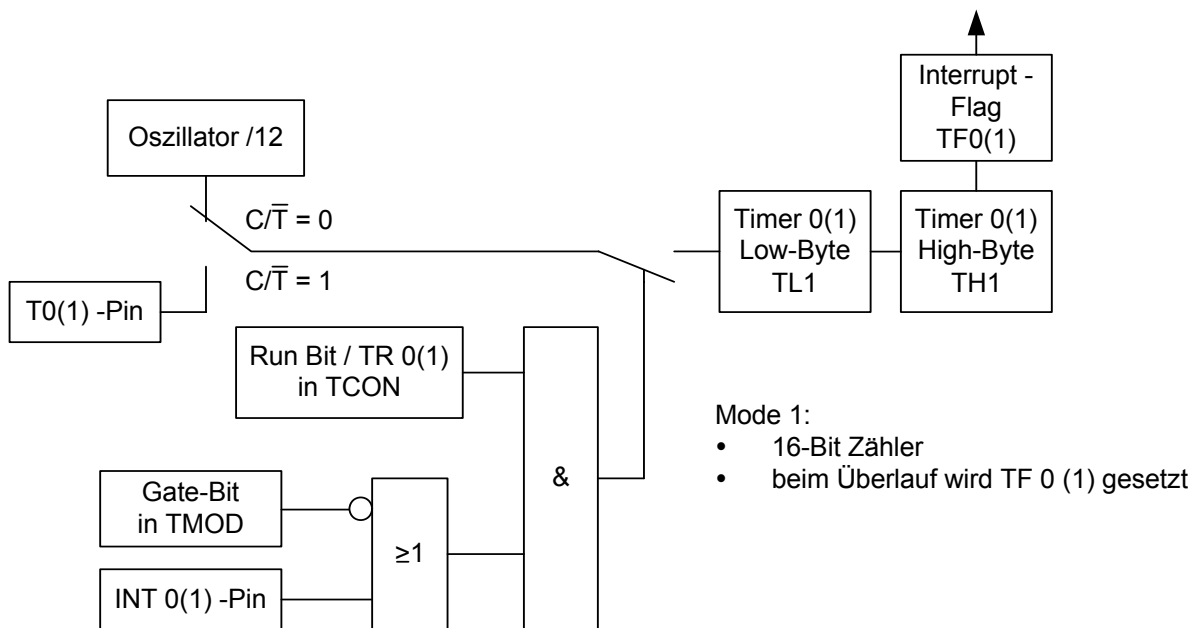 Interrupt -
Flag
TF0(1)
Oszillator /12
C/T̅ = 0
Timer 0(1)
Low-Byte
TL1
Timer 0(1)
High-Byte
TH1
C/T̅ = 1
T0(1) -Pin
Run Bit / TR 0(1)
in TCON
Mode 1:
• 16-Bit Zähler
• beim Überlauf wird TF 0 (1) gesetzt
&
Gate-Bit
in TMOD
≥1
INT 0(1) -Pin